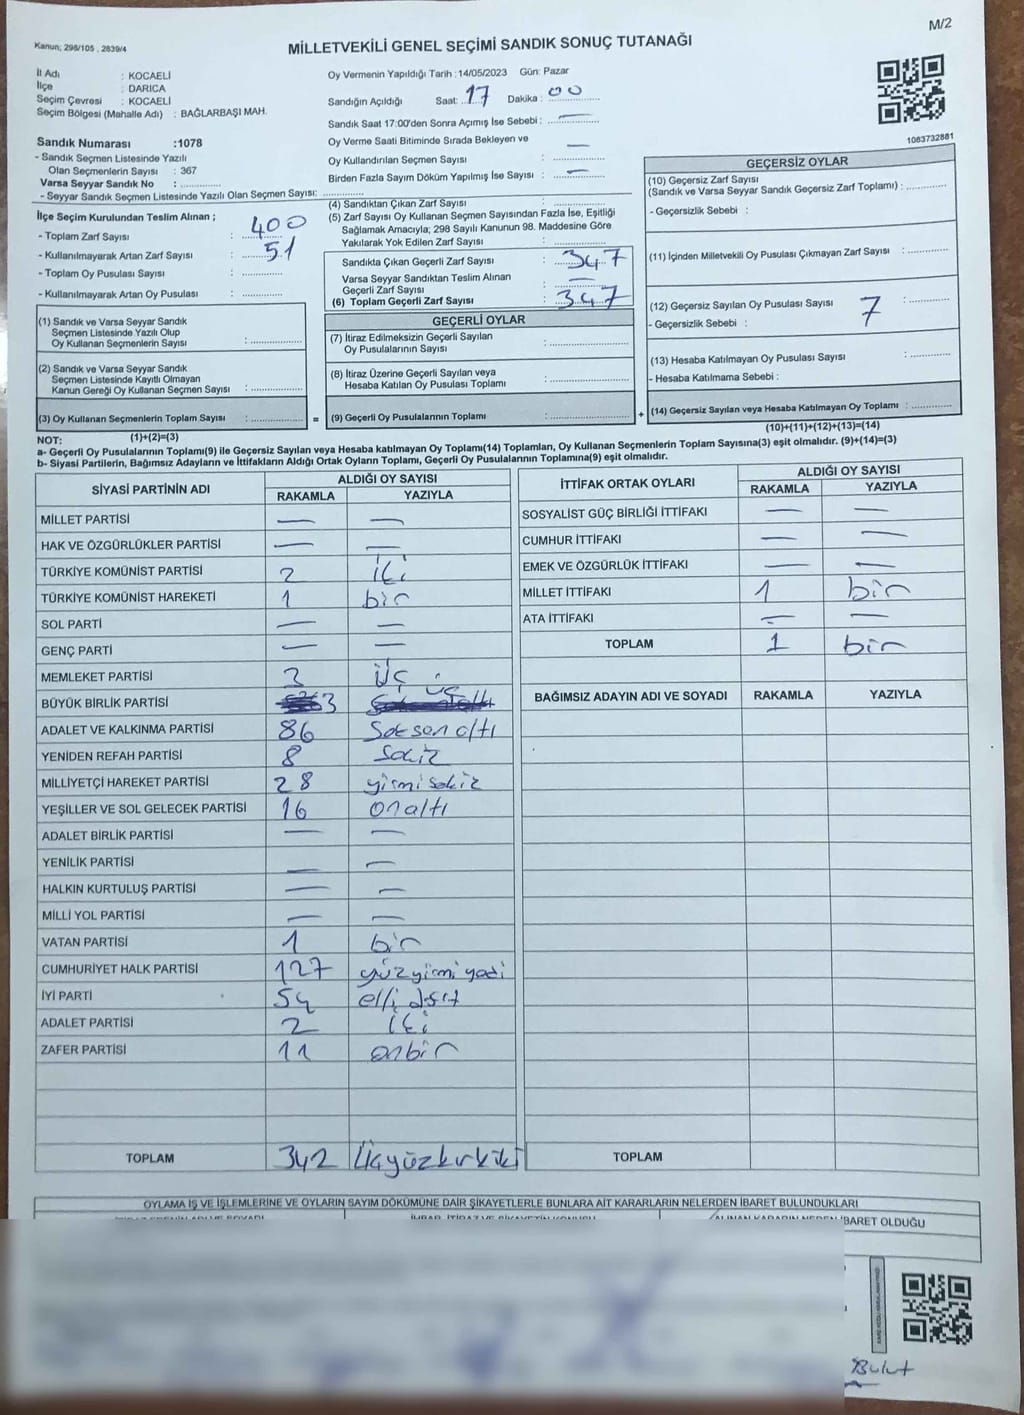 M/2
Kanun; 298/105 , 2839/4
MİLLETVEKİLİ GENEL SEÇİMİ SANDIK SONUÇ TUTANAĞI
İl Adı : KOCAELİ
İlçe : DARICA
Seçim Çevresi : KOCAELİ
Seçim Bölgesi (Mahalle Adı) : BAĞLARBAŞI MAH.
Sandık Numarası :1078
- Sandık Seçmen Listesinde Yazılı
Olan Seçmenlerin Sayısı : 367
Varsa Seyyar Sandık No :
- Seyyar Sandık Seçmen Listesinde Yazılı Olan Seçmen Sayısı:
Oy Vermenin Yapıldığı Tarih :14/05/2023 Gün: Pazar
Sandığın Açıldığı Saat: 17 Dakika : 00
Sandık Saat 17:00'den Sonra Açımış İse Sebebi : —
Oy Verme Saati Bitiminde Sırada Bekleyen ve
Oy Kullandırılan Seçmen Sayısı : —
Birden Fazla Sayım Döküm Yapılmış İse Sayısı : —
1083732881
İlçe Seçim Kurulundan Teslim Alınan ;
- Toplam Zarf Sayısı : 400
- Kullanılmayarak Artan Zarf Sayısı : 51
- Toplam Oy Pusulası Sayısı :
- Kullanılmayarak Artan Oy Pusulası :
(4) Sandıktan Çıkan Zarf Sayısı :
(5) Zarf Sayısı Oy Kullanan Seçmen Sayısından Fazla İse, Eşitliği
Sağlamak Amacıyla; 298 Sayılı Kanunun 98. Maddesine Göre
Yakılarak Yok Edilen Zarf Sayısı :
Sandıkta Çıkan Geçerli Zarf Sayısı : 347
Varsa Seyyar Sandıktan Teslim Alınan
Geçerli Zarf Sayısı : —
(6) Toplam Geçerli Zarf Sayısı : 347
GEÇERSİZ OYLAR
(10) Geçersiz Zarf Sayısı
(Sandık ve Varsa Seyyar Sandık Geçersiz Zarf Toplamı) :
- Geçersizlik Sebebi :
(11) İçinden Milletvekili Oy Pusulası Çıkmayan Zarf Sayısı :
(12) Geçersiz Sayılan Oy Pusulası Sayısı : 7
- Geçersizlik Sebebi :
(13) Hesaba Katılmayan Oy Pusulası Sayısı :
- Hesaba Katılmama Sebebi :
(14) Geçersiz Sayılan veya Hesaba Katılmayan Oy Toplamı :
(10)+(11)+(12)+(13)=(14)
(1) Sandık ve Varsa Seyyar Sandık
Seçmen Listesinde Yazılı Olup
Oy Kullanan Seçmenlerin Sayısı :
(2) Sandık ve Varsa Seyyar Sandık
Seçmen Listesinde Kayıtlı Olmayan
Kanun Gereği Oy Kullanan Seçmen Sayısı :
(3) Oy Kullanan Seçmenlerin Toplam Sayısı : =
(1)+(2)=(3)
GEÇERLİ OYLAR
(7) İtiraz Edilmeksizin Geçerli Sayılan
Oy Pusulalarının Sayısı :
(8) İtiraz Üzerine Geçerli Sayılan veya
Hesaba Katılan Oy Pusulası Toplamı :
(9) Geçerli Oy Pusulalarının Toplamı : +
NOT:
a- Geçerli Oy Pusulalarının Toplamı(9) ile Geçersiz Sayılan veya Hesaba katılmayan Oy Toplamı(14) Toplamları, Oy Kullanan Seçmenlerin Toplam Sayısına(3) eşit olmalıdır. (9)+(14)=(3)
b- Siyasi Partilerin, Bağımsız Adayların ve İttifakların Aldığı Ortak Oyların Toplamı, Geçerli Oy Pusulalarının Toplamına(9) eşit olmalıdır.
SİYASİ PARTİNİN ADI ALDIĞI OY SAYISI
RAKAMLA YAZIYLA
MİLLET PARTİSİ — —
HAK VE ÖZGÜRLÜKLER PARTİSİ — —
TÜRKİYE KOMÜNİST PARTİSİ 2 iki
TÜRKİYE KOMÜNİST HAREKETİ 1 bir
SOL PARTİ — —
GENÇ PARTİ — —
MEMLEKET PARTİSİ 3 üç
BÜYÜK BİRLİK PARTİSİ 3 üç
ADALET VE KALKINMA PARTİSİ 86 Seksen altı
YENİDEN REFAH PARTİSİ 8 Sekiz
MİLLİYETÇİ HAREKET PARTİSİ 28 yirmi sekiz
YEŞİLLER VE SOL GELECEK PARTİSİ 16 onaltı
ADALET BİRLİK PARTİSİ — —
YENİLİK PARTİSİ — —
HALKIN KURTULUŞ PARTİSİ — —
MİLLİ YOL PARTİSİ — —
VATAN PARTİSİ 1 bir
CUMHURİYET HALK PARTİSİ 127 yüz yirmi yedi
İYİ PARTİ 54 elli dört
ADALET PARTİSİ 2 iki
ZAFER PARTİSİ 11 onbir
TOPLAM 342 Üçyüzkırkiki
İTTİFAK ORTAK OYLARI ALDIĞI OY SAYISI
RAKAMLA YAZIYLA
SOSYALİST GÜÇ BİRLİĞİ İTTİFAKI — —
CUMHUR İTTİFAKI — —
EMEK VE ÖZGÜRLÜK İTTİFAKI — —
MİLLET İTTİFAKI 1 bir
ATA İTTİFAKI — —
TOPLAM 1 bir
BAĞIMSIZ ADAYIN ADI VE SOYADI RAKAMLA YAZIYLA
TOPLAM
OYLAMA İŞ VE İŞLEMLERİNE VE OYLARIN SAYIM DÖKÜMÜNE DAİR ŞİKAYETLERLE BUNLARA AİT KARARLARIN NELERDEN İBARET BULUNDUKLARI
İBARET OLDUĞU
Bulut